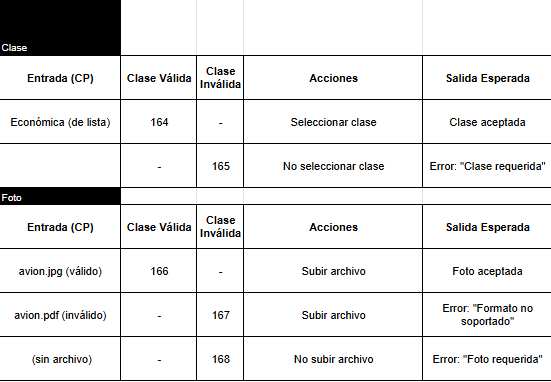 Clase
Entrada (CP) Clase Válida Clase Inválida Acciones Salida Esperada
Económica (de lista) 164 - Seleccionar clase Clase aceptada
- 165 No seleccionar clase Error: "Clase requerida"
Foto
Entrada (CP) Clase Válida Clase Inválida Acciones Salida Esperada
avion.jpg (válido) 166 - Subir archivo Foto aceptada
avion.pdf (inválido) - 167 Subir archivo Error: "Formato no soportado"
(sin archivo) - 168 No subir archivo Error: "Foto requerida"